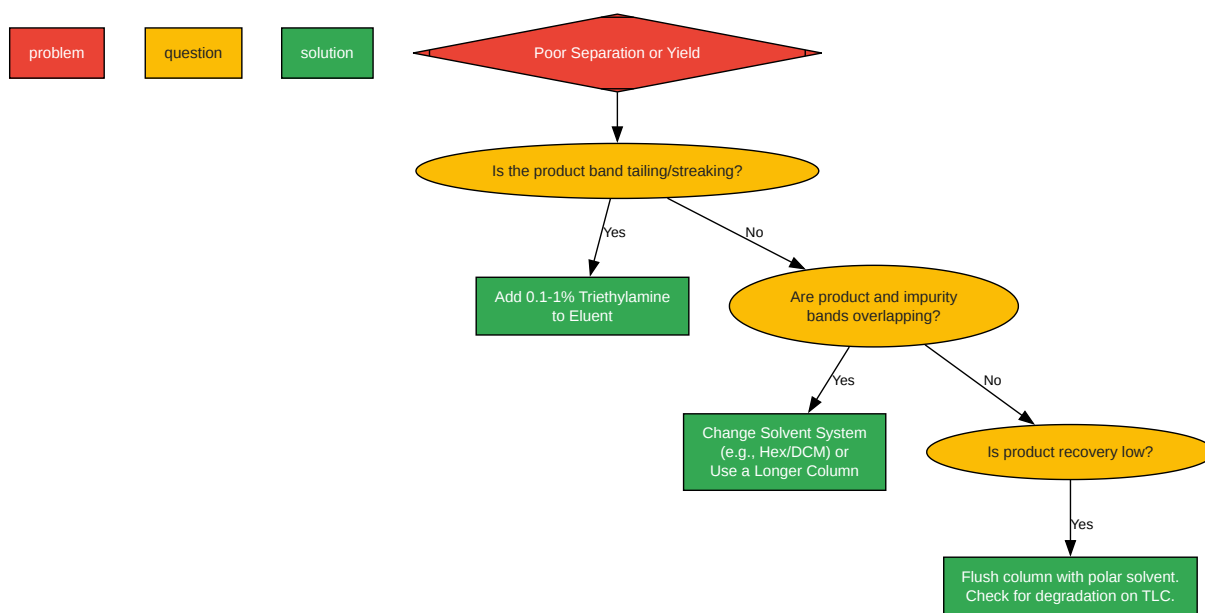 problem
question
solution
Poor Separation or Yield
Is the product band tailing/streaking?
Yes
No
Add 0.1-1% Triethylamine
to Eluent
Are product and impurity
bands overlapping?
Yes
No
Change Solvent System
(e.g., Hex/DCM) or
Use a Longer Column
Is product recovery low?
Yes
Flush column with polar solvent.
Check for degradation on TLC.